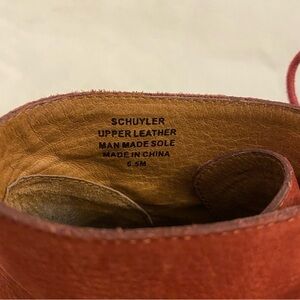 SCHUYLER
UPPER LEATHER
MAN MADE SOLE
MADE IN CHINA
6.5M